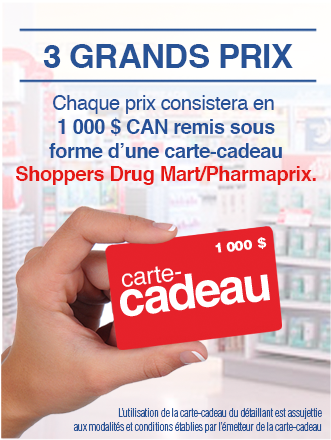 3 GRANDS PRIX
Chaque prix consistera en
1 000 $ CAN remis sous
forme d'une carte-cadeau
Shoppers Drug Mart/Pharmaprix.
1 000 $
carte-
cadeau
L'utilisation de la carte-cadeau du détaillant est assujettie
aux modalités et conditions établies par l'émetteur de la carte-cadeau